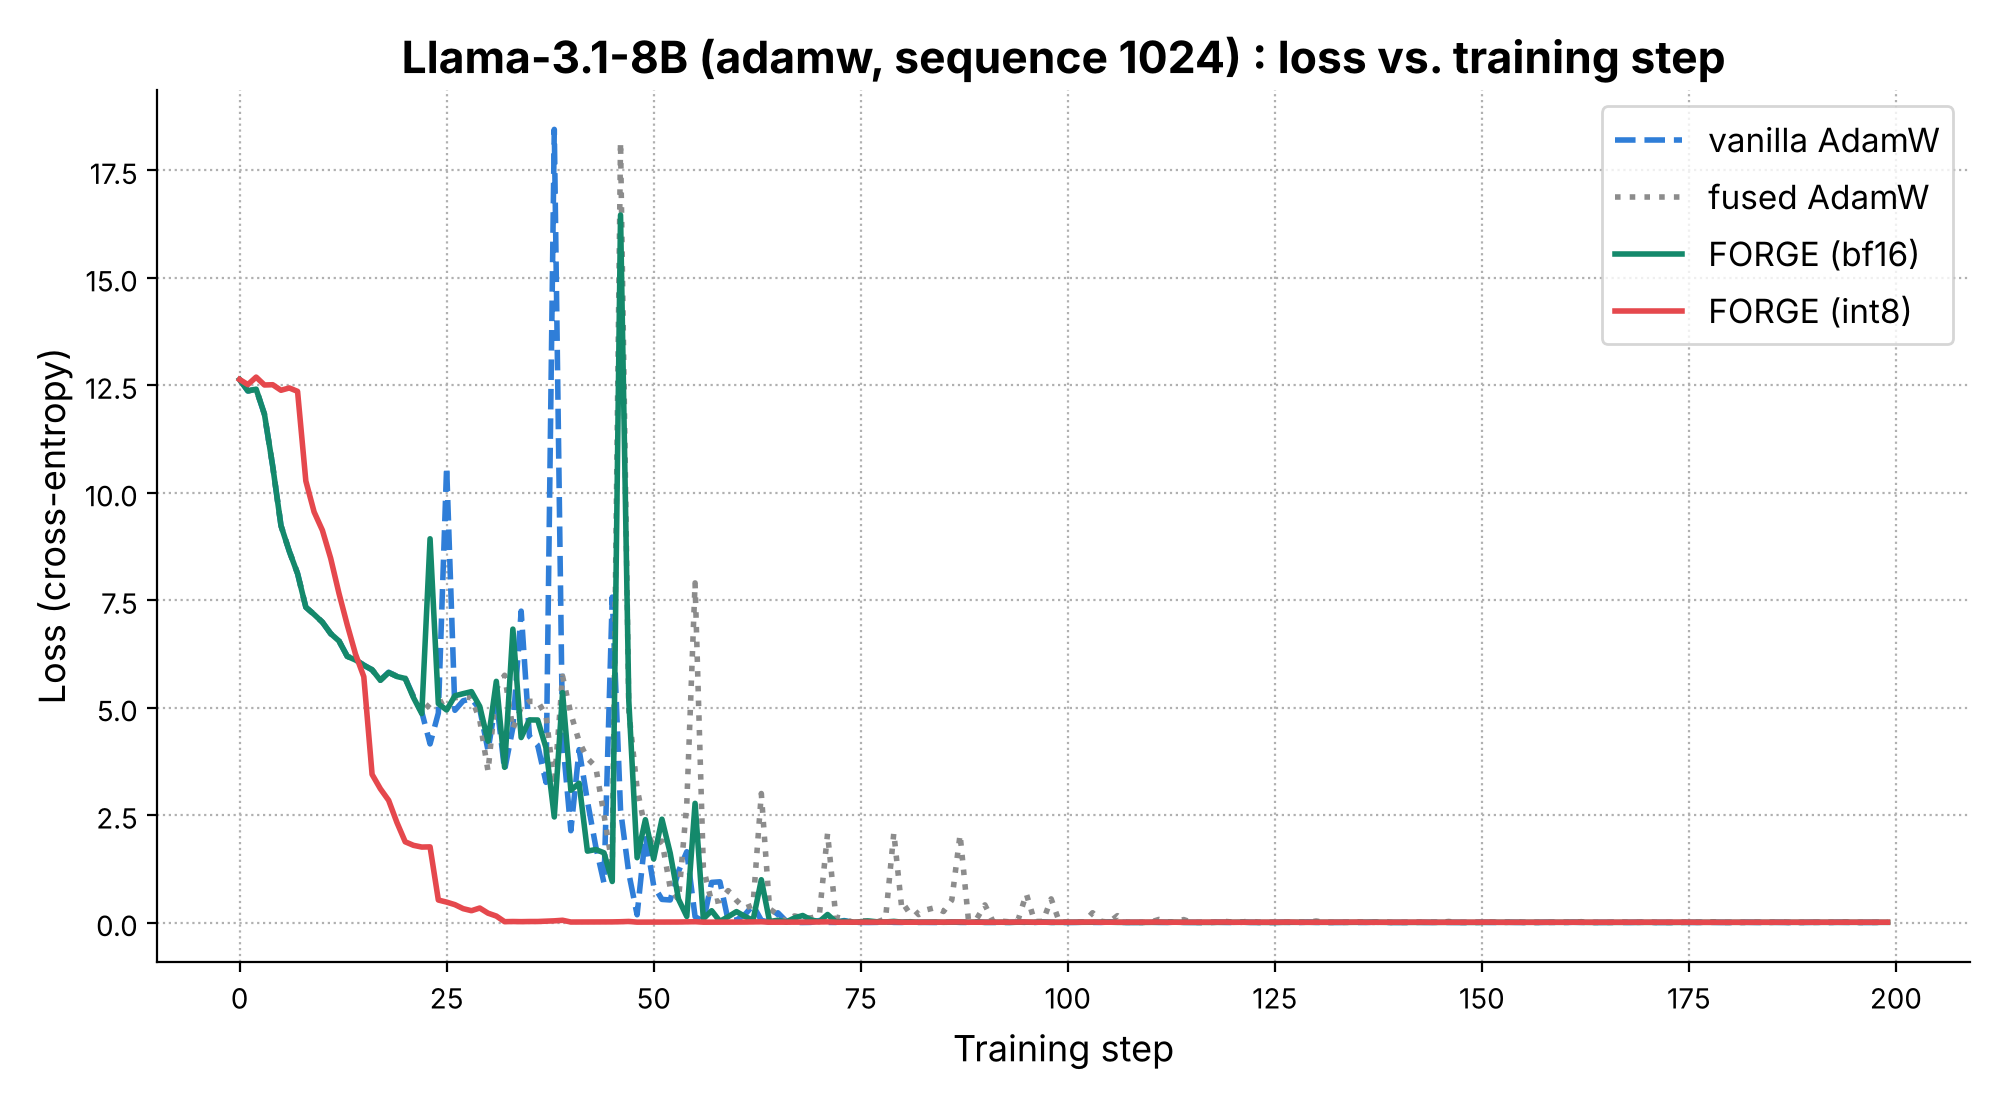 Llama-3.1-8B (adamw, sequence 1024) : loss vs. training step
vanilla AdamW
fused AdamW
FORGE (bf16)
FORGE (int8)
Loss (cross-entropy)
17.5
15.0
12.5
10.0
7.5
5.0
2.5
0.0
0 25 50 75 100 125 150 175 200
Training step